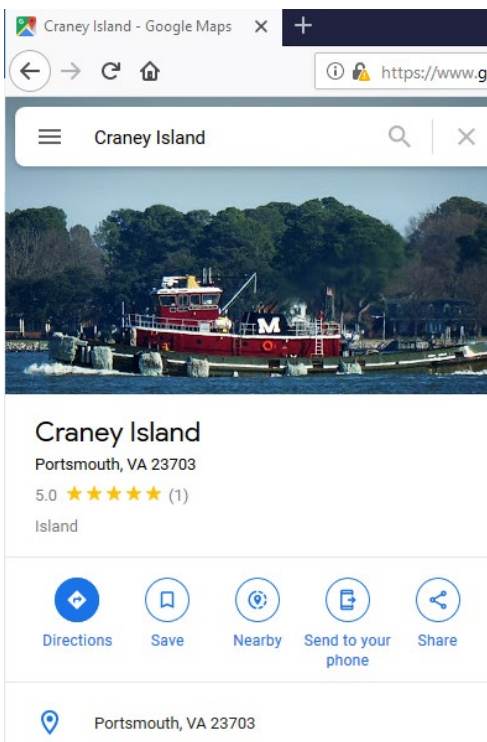 Craney Island - Google Maps
https://www.g
Craney Island
M
Craney Island
Portsmouth, VA 23703
5.0 (1)
Island
Directions Save Nearby Send to your phone Share
Portsmouth, VA 23703